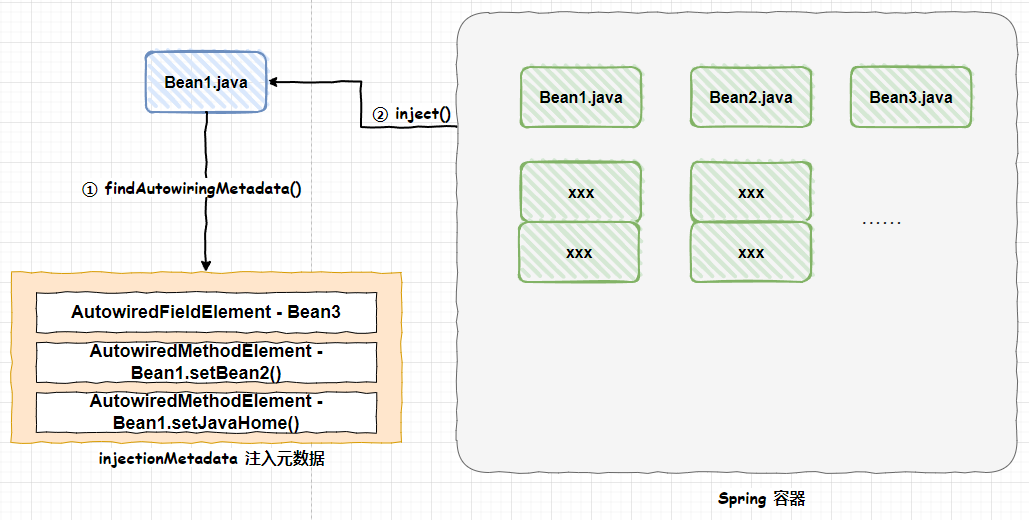 Bean1.java
② inject()
① findAutowiringMetadata()
AutowiredFieldElement - Bean3
AutowiredMethodElement -
Bean1.setBean2()
AutowiredMethodElement -
Bean1.setJavaHome()
injectionMetadata 注入元数据
Bean1.java
Bean2.java
Bean3.java
xxx
xxx
......
xxx
xxx
Spring 容器